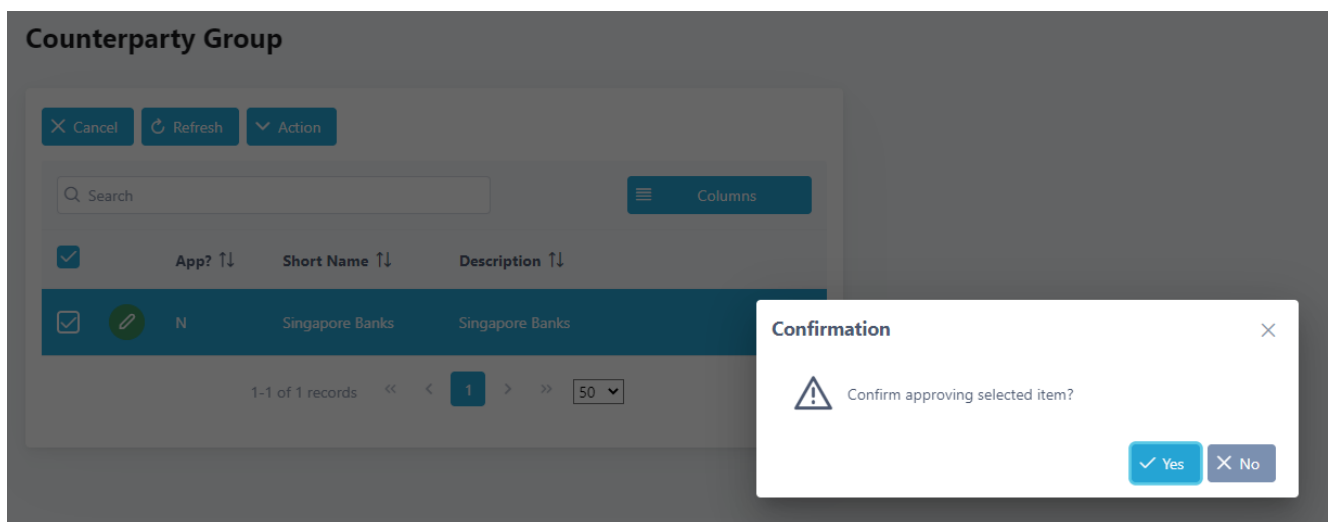 Counterparty Group
Cancel Refresh Action
Search Columns
App? Short Name Description
N Singapore Banks Singapore Banks
1-1 of 1 records « < 1 > » 50
Confirmation
Confirm approving selected item?
Yes No